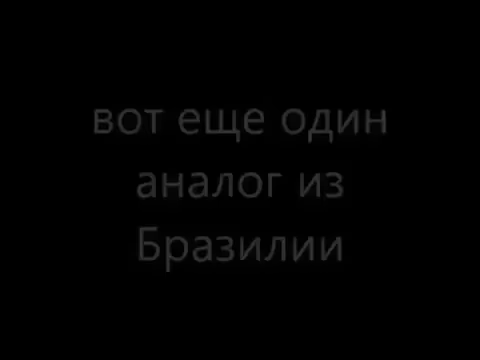 вот еще один
аналог из
Бразилии